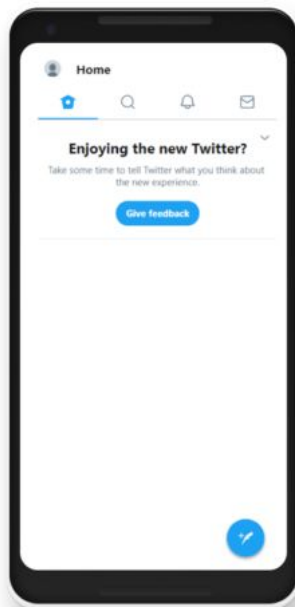 Home
Enjoying the new Twitter?
Take some time to tell Twitter what you think about
the new experience.
Give feedback